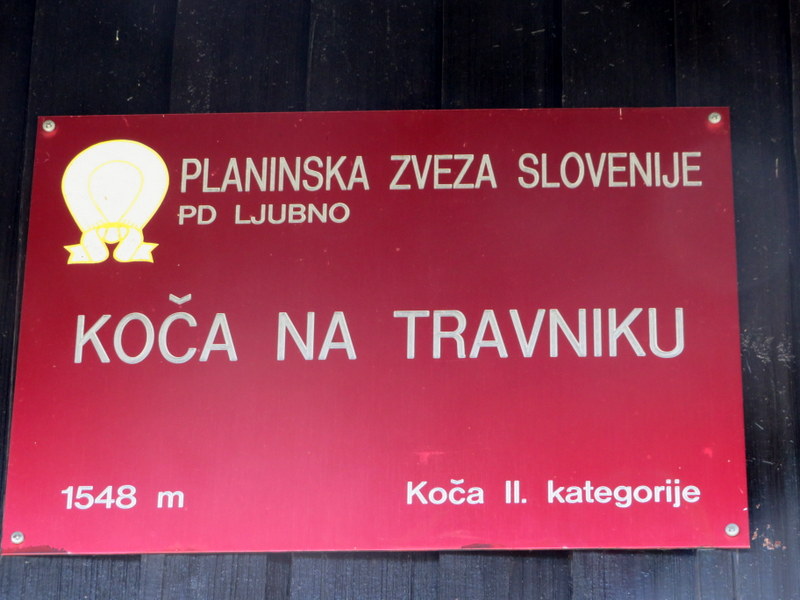 PLANINSKA ZVEZA SLOVENIJE
PD LJUBNO
KOČA NA TRAVNIKU
1548 m
Koča II. kategorije